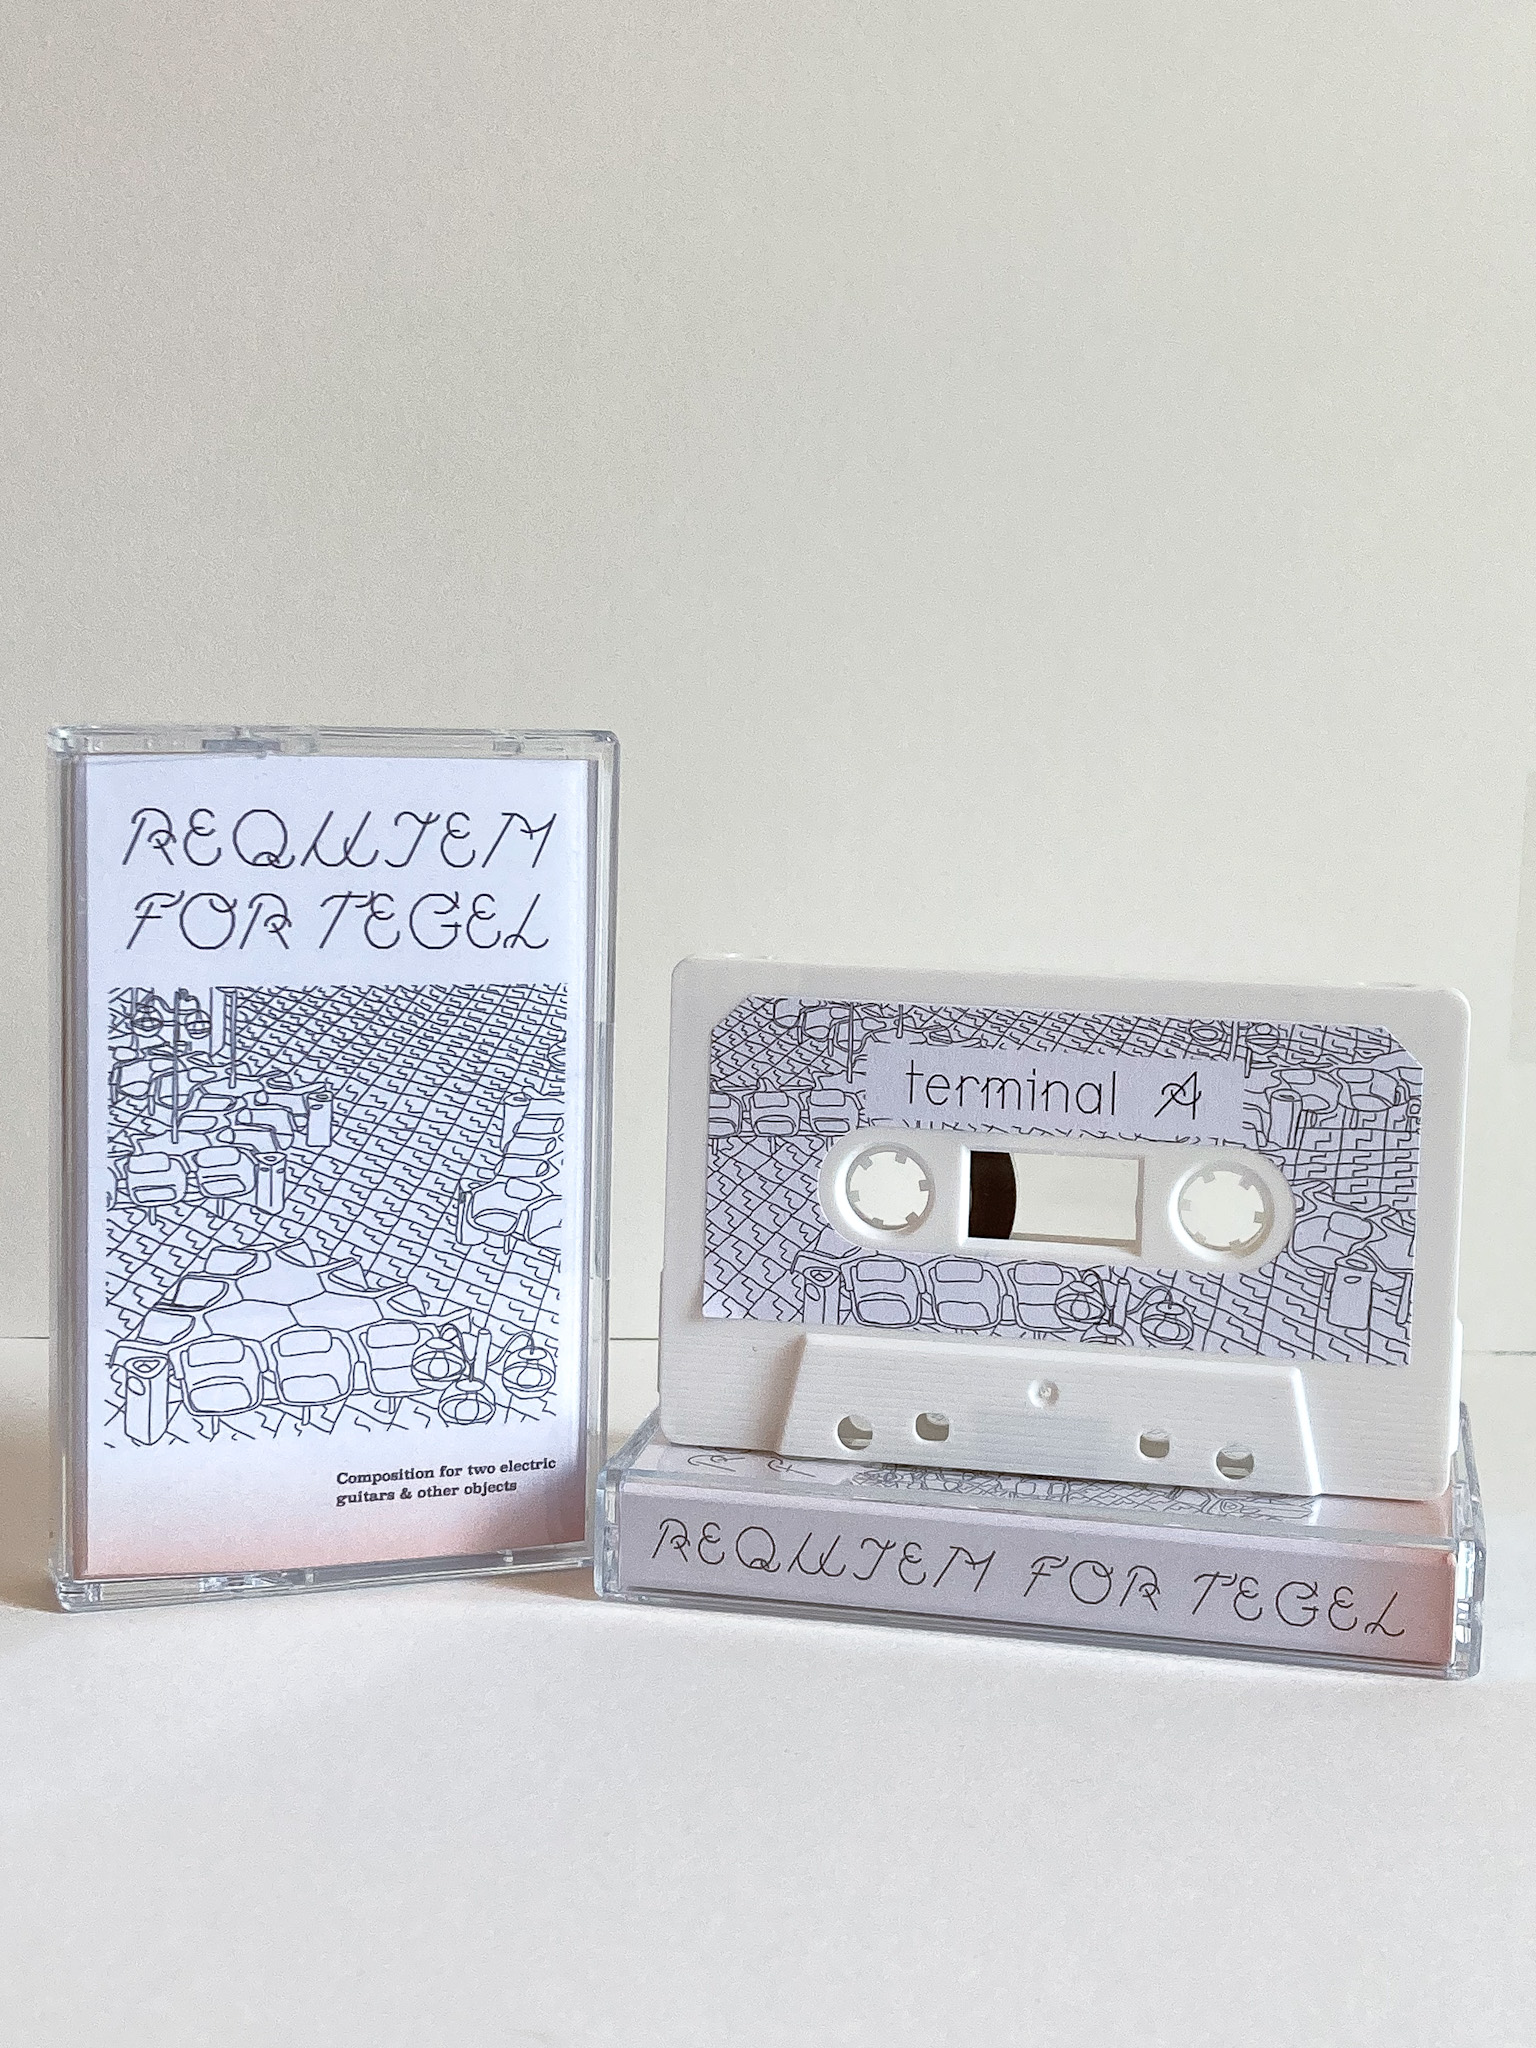 REQUIEM
FOR TEGEL
Composition for two electric
guitars & other objects
terminal A
REQUIEM FOR TEGEL